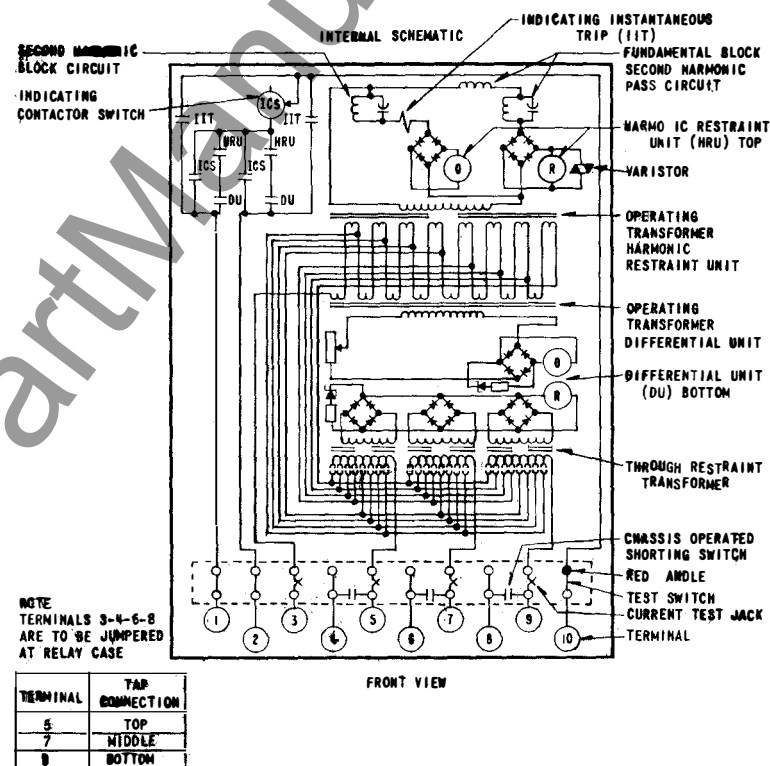 artManu
INTERNAL SCHEMATIC
INDICATING INSTANTANEOUS
TRIP (IIT)
SECOND HARMONIC
BLOCK CIRCUIT
INDICATING
CONTACTOR SWITCH
FUNDAMENTAL BLOCK
SECOND HARMONIC
PASS CIRCUIT
HARMO IC RESTRAINT
UNIT (HRU) TOP
VARISTOR
OPERATING
TRANSFORMER
HARMONIC
RESTRAINT UNIT
OPERATING
TRANSFORMER
DIFFERENTIAL UNIT
DIFFERENTIAL UNIT
(DU) BOTTOM
THROUGH RESTRAINT
TRANSFORMER
CHASSIS OPERATED
SHORTING SWITCH
RED ANDLE
TEST SWITCH
CURRENT TEST JACK
TERMINAL
ICS
IIT
IIT
HRU
HRU
ICS
ICS
DU
DU
O
R
O
R
1
2
3
4
5
6
7
8
9
10
NOTE
TERMINALS 3-4-6-8
ARE TO BE JUMPERED
AT RELAY CASE
FRONT VIEW
TERMINAL TAP CONNECTION
5 TOP
7 MIDDLE
9 BOTTOM